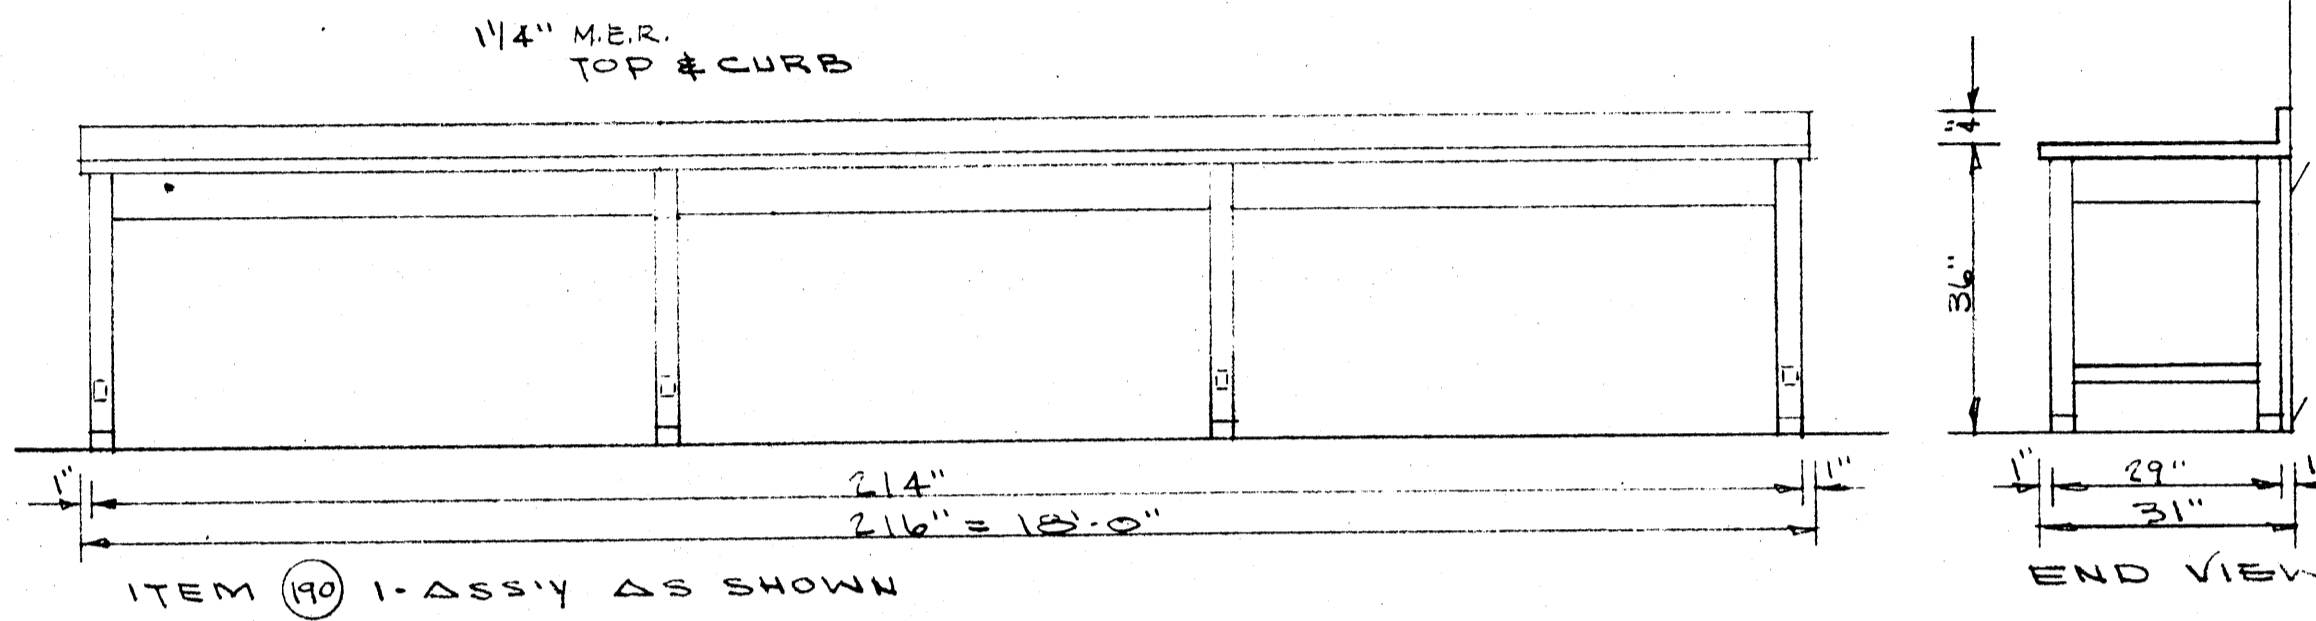 1 1/4" M.E.R.
TOP & CURB
4"
36"
1"
214"
1"
216" = 18'-0"
1"
29"
1
31"
ITEM 190 1- ASS'Y AS SHOWN
END VIEW